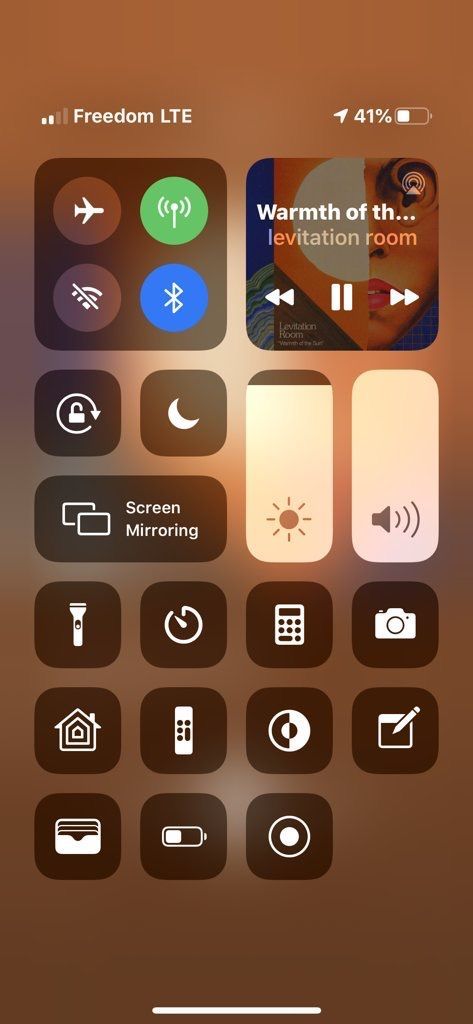 Freedom LTE
41%
Warmth of th...
levitation room
Levitation
Room
"Warmth of the Sun"
Screen
Mirroring